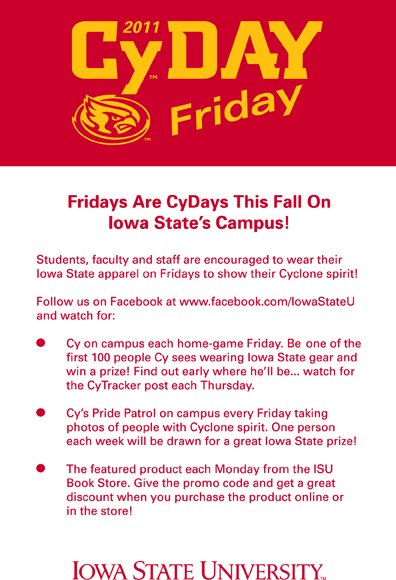 2011
CyDAY™
Friday
™
Fridays Are CyDays This Fall On
Iowa State's Campus!
Students, faculty and staff are encouraged to wear their
Iowa State apparel on Fridays to show their Cyclone spirit!
Follow us on Facebook at www.facebook.com/IowaStateU
and watch for:
● Cy on campus each home-game Friday. Be one of the
first 100 people Cy sees wearing Iowa State gear and
win a prize! Find out early where he'll be... watch for
the CyTracker post each Thursday.
● Cy's Pride Patrol on campus every Friday taking
photos of people with Cyclone spirit. One person
each week will be drawn for a great Iowa State prize!
● The featured product each Monday from the ISU
Book Store. Give the promo code and get a great
discount when you purchase the product online or
in the store!
IOWA STATE UNIVERSITY™